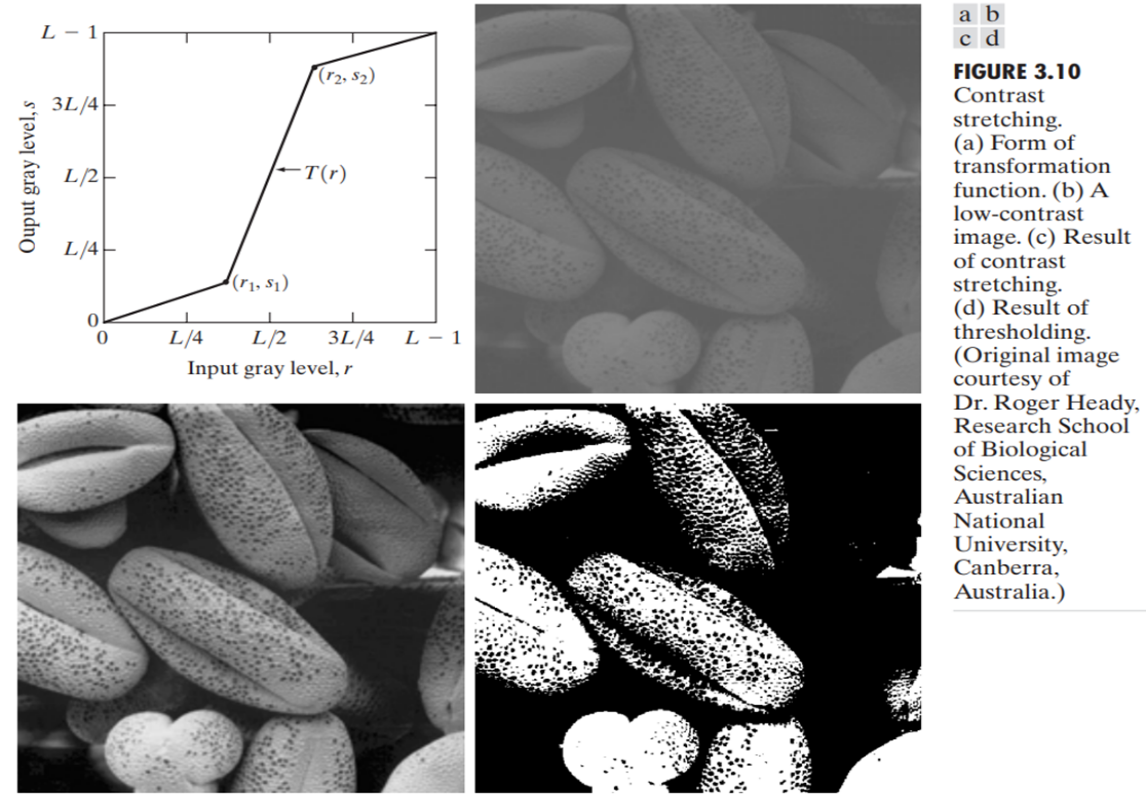 L − 1
3L/4
L/2
L/4
0
Ouput gray level, s
(r₂, s₂)
T(r)
(r₁, s₁)
0 L/4 L/2 3L/4 L − 1
Input gray level, r
a b
c d
FIGURE 3.10
Contrast
stretching.
(a) Form of
transformation
function. (b) A
low-contrast
image. (c) Result
of contrast
stretching.
(d) Result of
thresholding.
(Original image
courtesy of
Dr. Roger Heady,
Research School
of Biological
Sciences,
Australian
National
University,
Canberra,
Australia.)